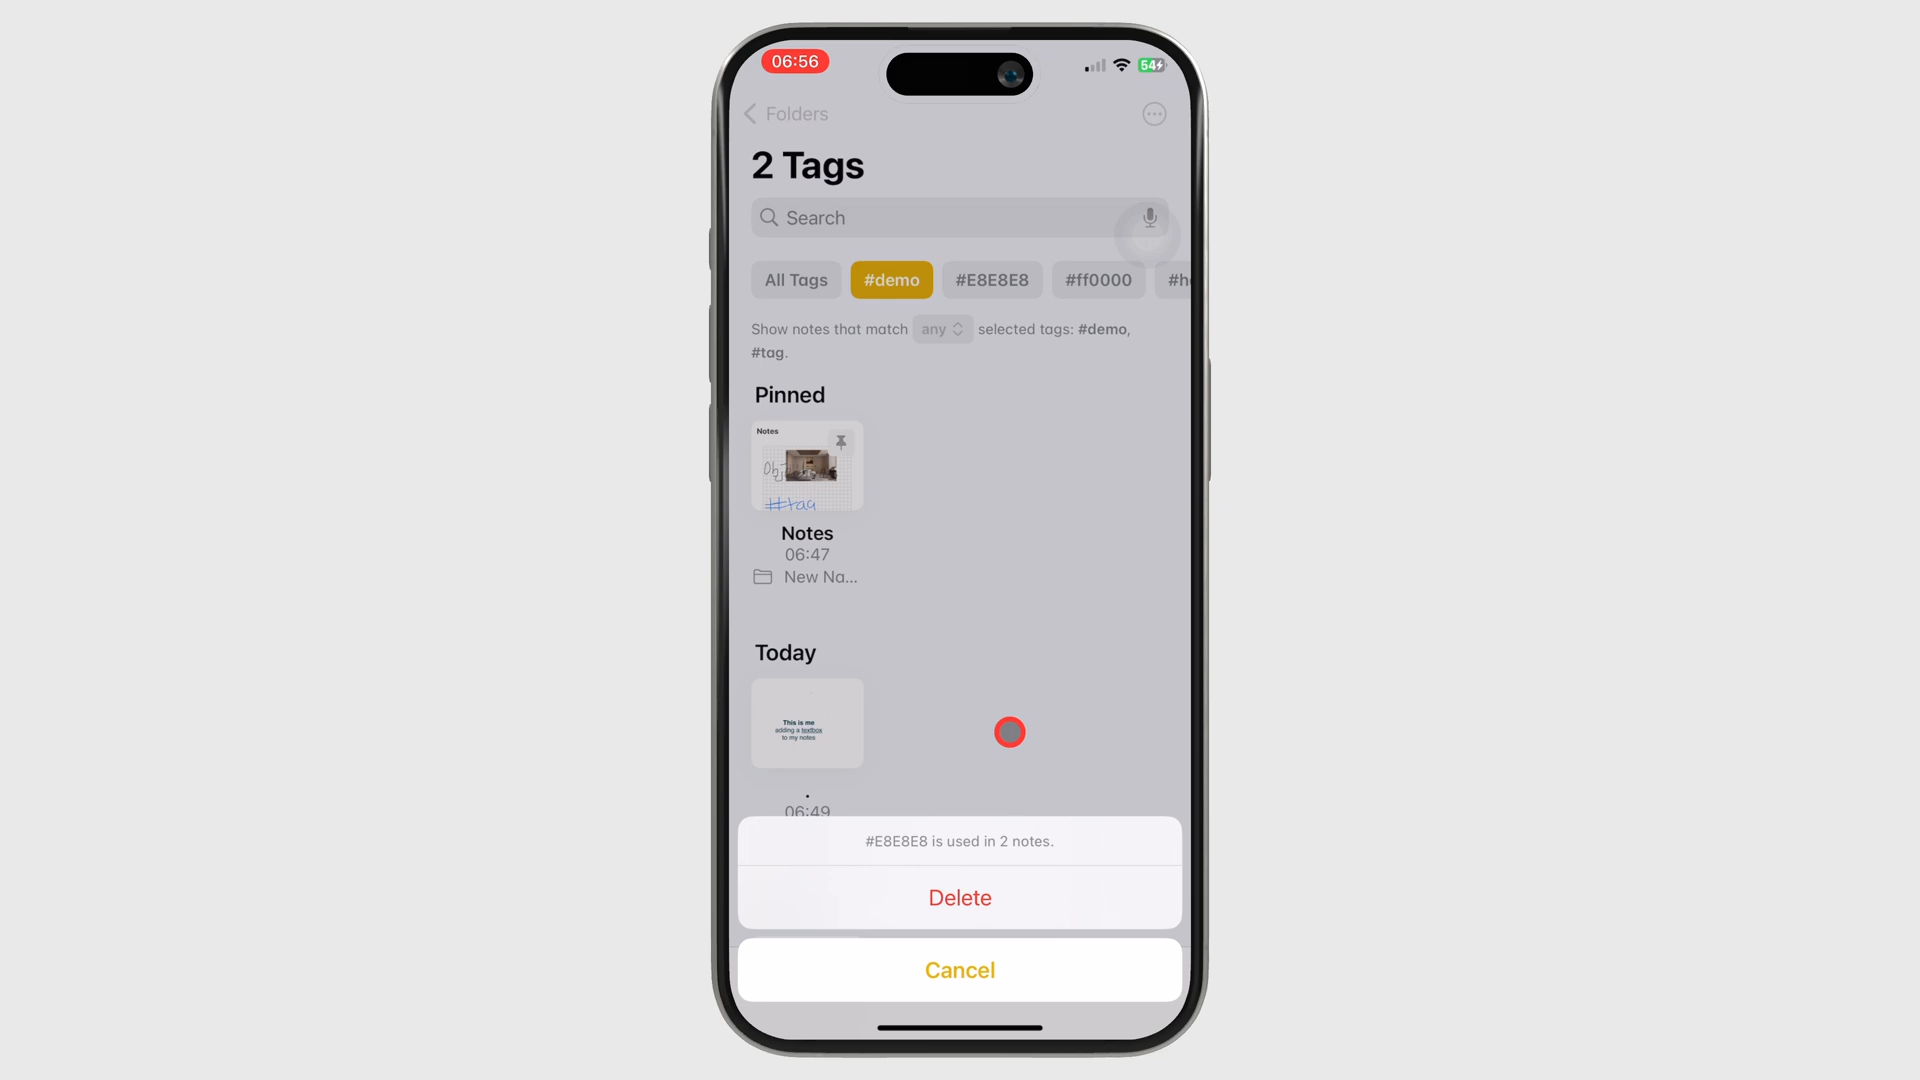 06:56
54
Folders
2 Tags
Search
All Tags #demo #E8E8E8 #ff0000 #h
Show notes that match any selected tags: #demo,
#tag.
Pinned
Notes
Obj
#tag
Notes
06:47
New Na...
Today
This is me
adding a textbox
to my notes
.
06:49
#E8E8E8 is used in 2 notes.
Delete
Cancel